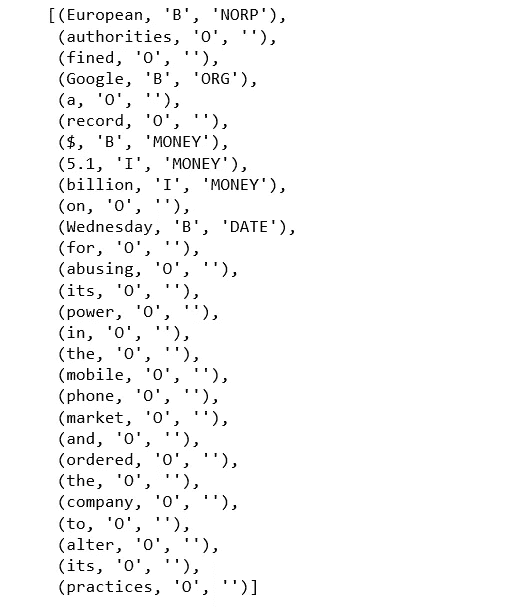 [(European, 'B', 'NORP'),
(authorities, 'O', ''),
(fined, 'O', ''),
(Google, 'B', 'ORG'),
(a, 'O', ''),
(record, 'O', ''),
($, 'B', 'MONEY'),
(5.1, 'I', 'MONEY'),
(billion, 'I', 'MONEY'),
(on, 'O', ''),
(Wednesday, 'B', 'DATE'),
(for, 'O', ''),
(abusing, 'O', ''),
(its, 'O', ''),
(power, 'O', ''),
(in, 'O', ''),
(the, 'O', ''),
(mobile, 'O', ''),
(phone, 'O', ''),
(market, 'O', ''),
(and, 'O', ''),
(ordered, 'O', ''),
(the, 'O', ''),
(company, 'O', ''),
(to, 'O', ''),
(alter, 'O', ''),
(its, 'O', ''),
(practices, 'O', '')]